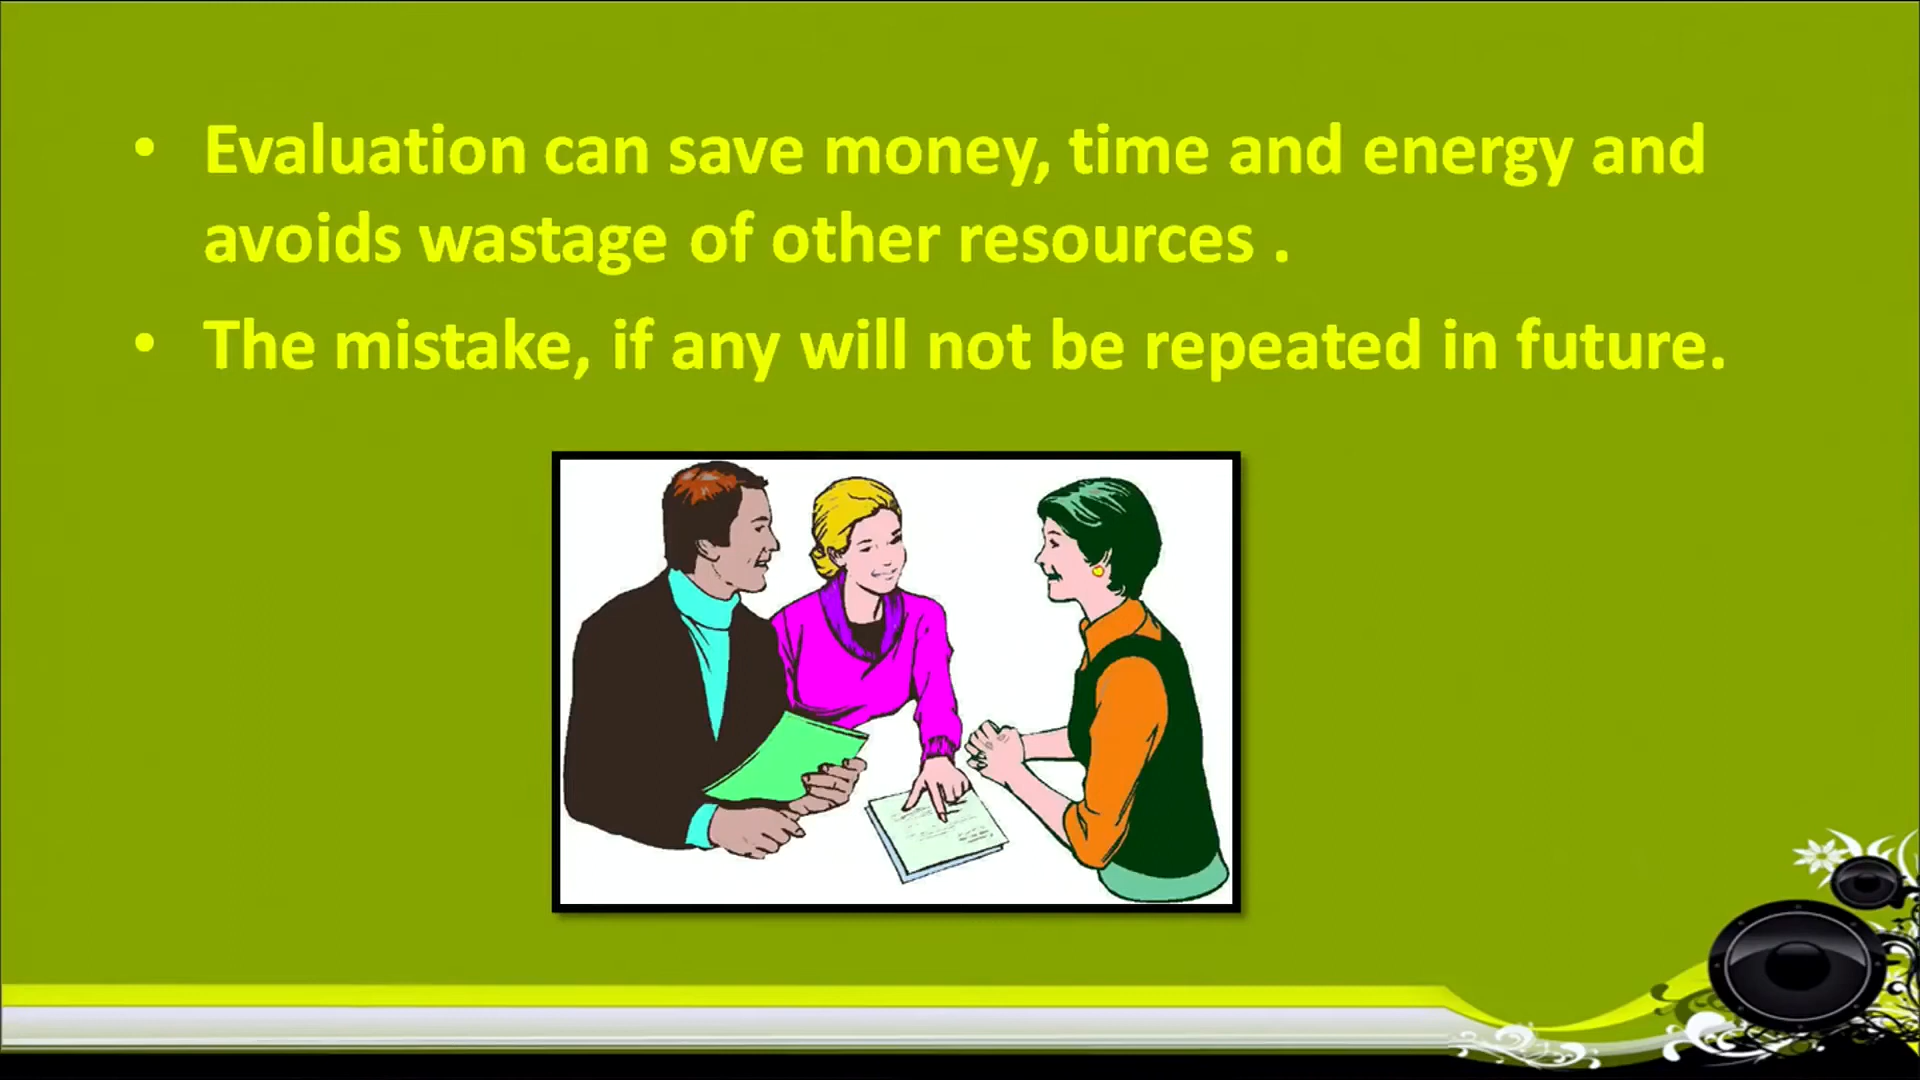 • Evaluation can save money, time and energy and
avoids wastage of other resources .
• The mistake, if any will not be repeated in future.